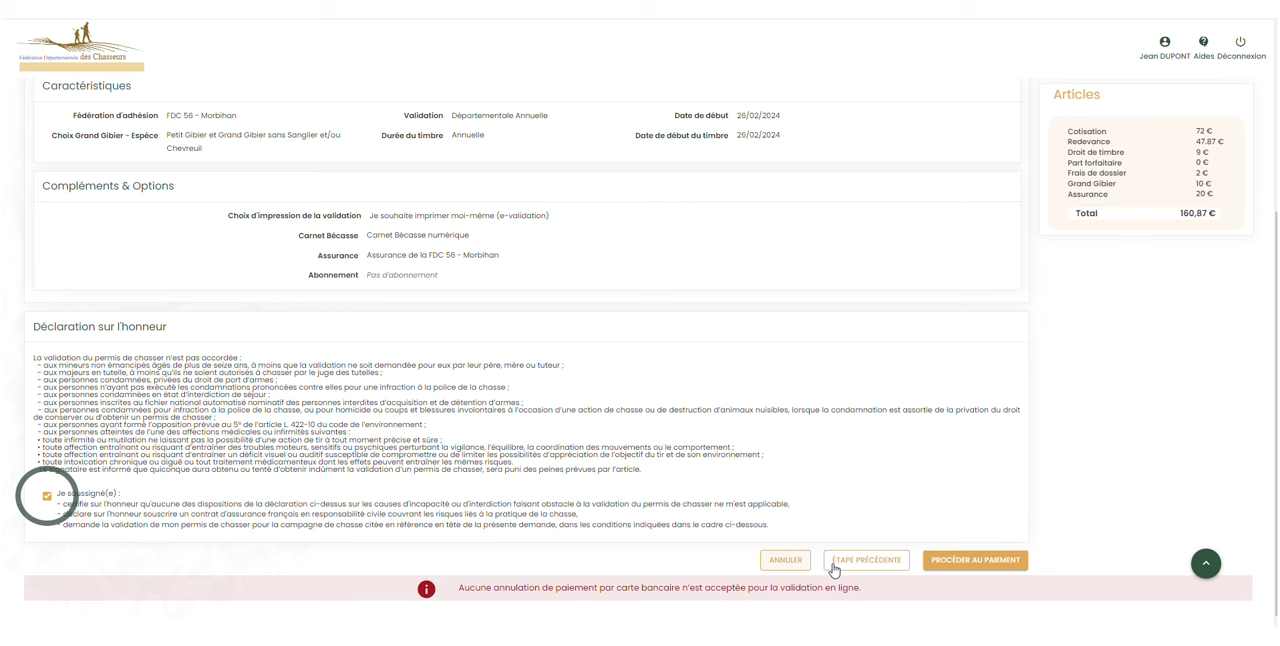 Fédération Départementale des Chasseurs
Jean DUPONT Aides Déconnexion
Caractéristiques
Fédération d'adhésion FDC 56 - Morbihan Validation Départementale Annuelle Date de début 26/02/2024
Choix Grand Gibier - Espèce Petit Gibier et Grand Gibier sans Sanglier et/ou Durée du timbre Annuelle Date de début du timbre 26/02/2024
Chevreuil
Compléments & Options
Choix d'impression de la validation Je souhaite imprimer moi-même (e-validation)
Carnet Bécasse Carnet Bécasse numérique
Assurance Assurance de la FDC 56 - Morbihan
Abonnement Pas d'abonnement
Articles
Cotisation 72 €
Redevance 47.87 €
Droit de timbre 9 €
Part forfaitaire 0 €
Frais de dossier 2 €
Grand Gibier 10 €
Assurance 20 €
Total 160,87 €
Déclaration sur l'honneur
La validation du permis de chasser n'est pas accordée :
- aux mineurs non émancipés âgés de plus de seize ans, à moins que la validation ne soit demandée pour eux par leur père, mère ou tuteur ;
- aux majeurs en tutelle, à moins qu'ils ne soient autorisés à chasser par le juge des tutelles ;
- aux personnes condamnées, privées du droit de port d'armes ;
- aux personnes n'ayant pas exécuté les condamnations prononcées contre elles pour une infraction à la police de la chasse ;
- aux personnes condamnées en état d'interdiction de séjour ;
- aux personnes inscrites au fichier national automatisé nominatif des personnes interdites d'acquisition et de détention d'armes ;
- aux personnes condamnées pour infraction à la police de la chasse, ou pour homicide ou coups et blessures involontaires à l'occasion d'une action de chasse ou de destruction d'animaux nuisibles, lorsque la condamnation est assortie de la privation du droit
de conserver ou d'obtenir un permis de chasser ;
- aux personnes ayant formé l'opposition prévue au 5° de l'article L. 422-10 du code de l'environnement ;
- aux personnes atteintes de l'une des affections médicales ou infirmités suivantes :
• toute infirmité ou mutilation ne laissant pas la possibilité d'une action de tir à tout moment précise et sûre ;
• toute affection entraînant ou risquant d'entraîner des troubles moteurs, sensitifs ou psychiques perturbant la vigilance, l'équilibre, la coordination des mouvements ou le comportement ;
• toute affection entraînant ou risquant d'entraîner un déficit visuel ou auditif susceptible de compromettre ou de limiter les possibilités d'appréciation de l'objectif du tir et de son environnement ;
• toute intoxication chronique ou aiguë ou tout traitement médicamenteux dont les effets peuvent entraîner les mêmes risques.
Le signataire est informé que quiconque aura obtenu ou tenté d'obtenir indûment la validation d'un permis de chasser, sera puni des peines prévues par l'article.
Je soussigné(e) :
- certifie sur l'honneur qu'aucune des dispositions de la déclaration ci-dessus sur les causes d'incapacité ou d'interdiction faisant obstacle à la validation du permis de chasser ne m'est applicable,
- déclare sur l'honneur souscrire un contrat d'assurance français en responsabilité civile couvrant les risques liés à la pratique de la chasse,
- demande la validation de mon permis de chasser pour la campagne de chasse citée en référence en tête de la présente demande, dans les conditions indiquées dans le cadre ci-dessous.
ANNULER ÉTAPE PRÉCÉDENTE PROCÉDER AU PAIEMENT
Aucune annulation de paiement par carte bancaire n'est acceptée pour la validation en ligne.